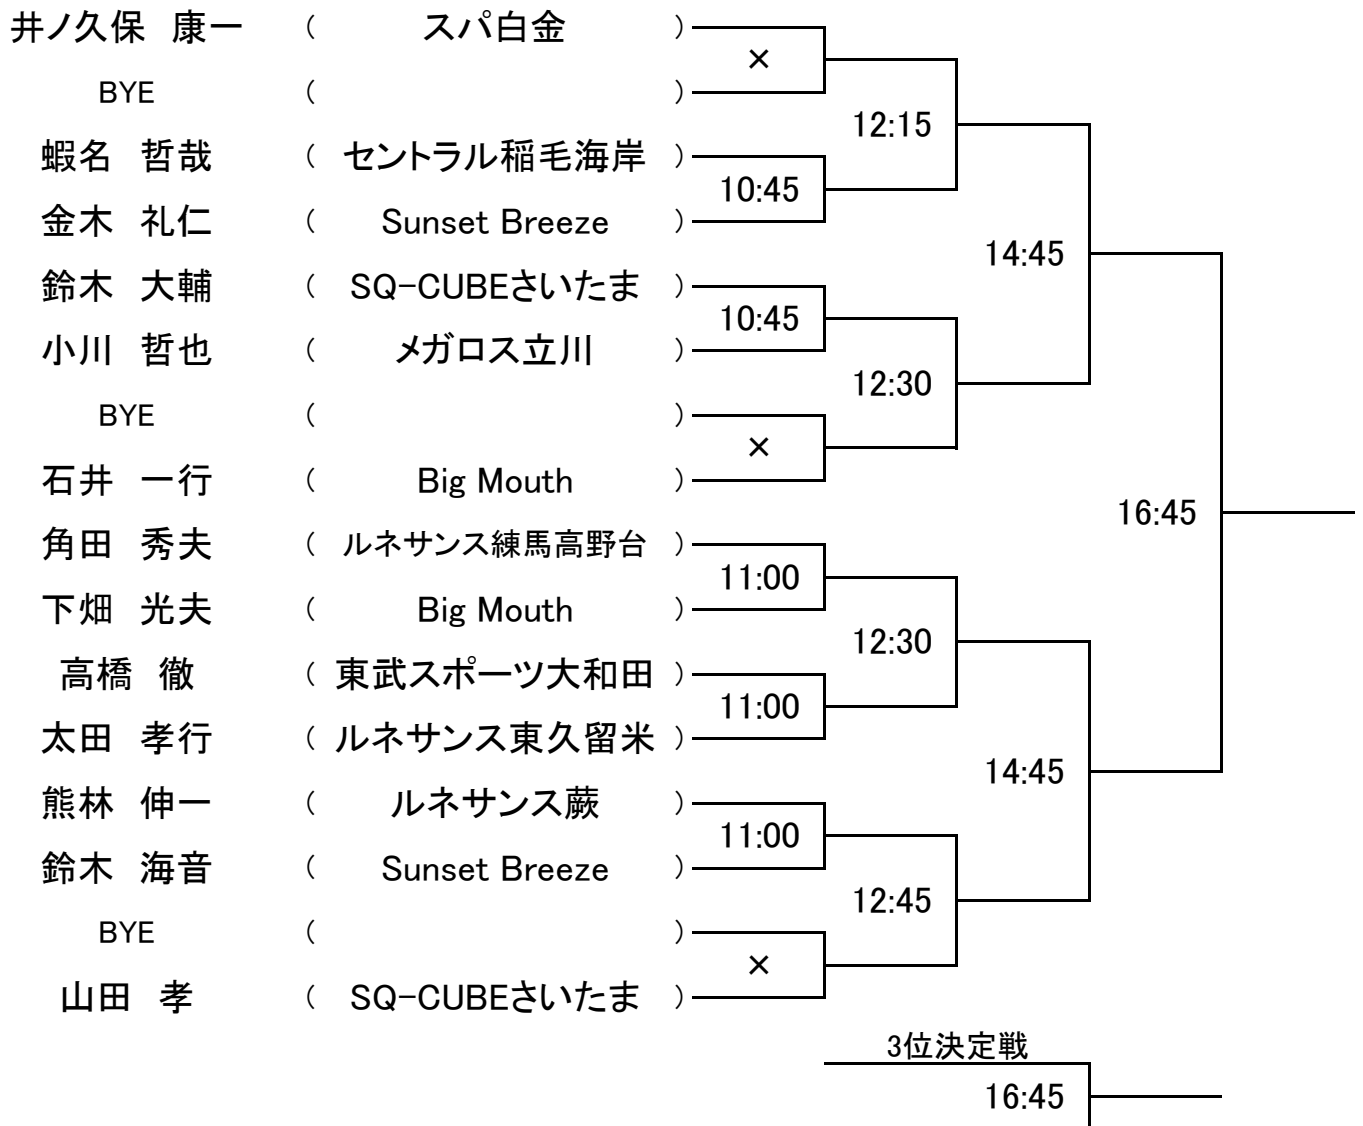 井ノ久保 康一 ( スパ白金 )
×
BYE ( )
12:15
蝦名 哲哉 ( セントラル稲毛海岸 )
10:45
金木 礼仁 ( Sunset Breeze )
14:45
鈴木 大輔 ( SQ-CUBEさいたま )
10:45
小川 哲也 ( メガロス立川 )
12:30
BYE ( )
×
石井 一行 ( Big Mouth )
16:45
角田 秀夫 ( ルネサンス練馬高野台 )
11:00
下畑 光夫 ( Big Mouth )
12:30
高橋 徹 ( 東武スポーツ大和田 )
11:00
太田 孝行 ( ルネサンス東久留米 )
14:45
熊林 伸一 ( ルネサンス蕨 )
11:00
鈴木 海音 ( Sunset Breeze )
12:45
BYE ( )
×
山田 孝 ( SQ-CUBEさいたま )
3位決定戦
16:45